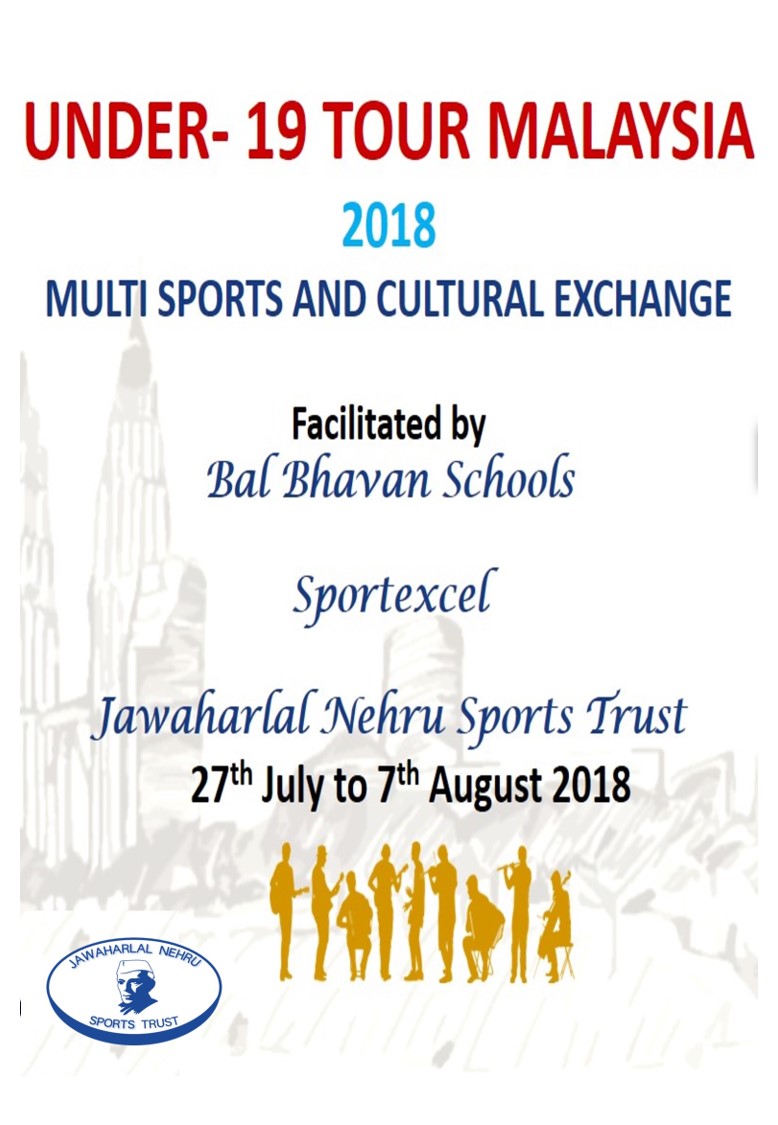 UNDER- 19 TOUR MALAYSIA
2018
MULTI SPORTS AND CULTURAL EXCHANGE
Facilitated by
Bal Bhavan Schools
Sportexcel
Jawaharlal Nehru Sports Trust
27th July to 7th August 2018
JAWAHARLAL NEHRU
SPORTS TRUST